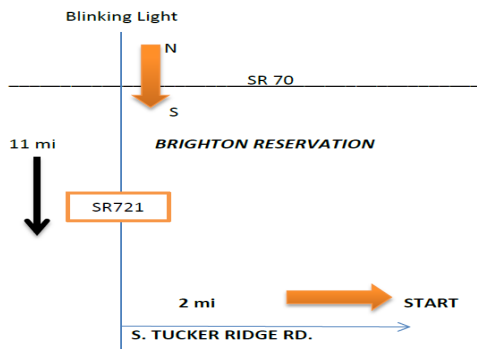 Blinking Light
N
SR 70
S
11 mi
BRIGHTON RESERVATION
SR721
2 mi
START
S. TUCKER RIDGE RD.